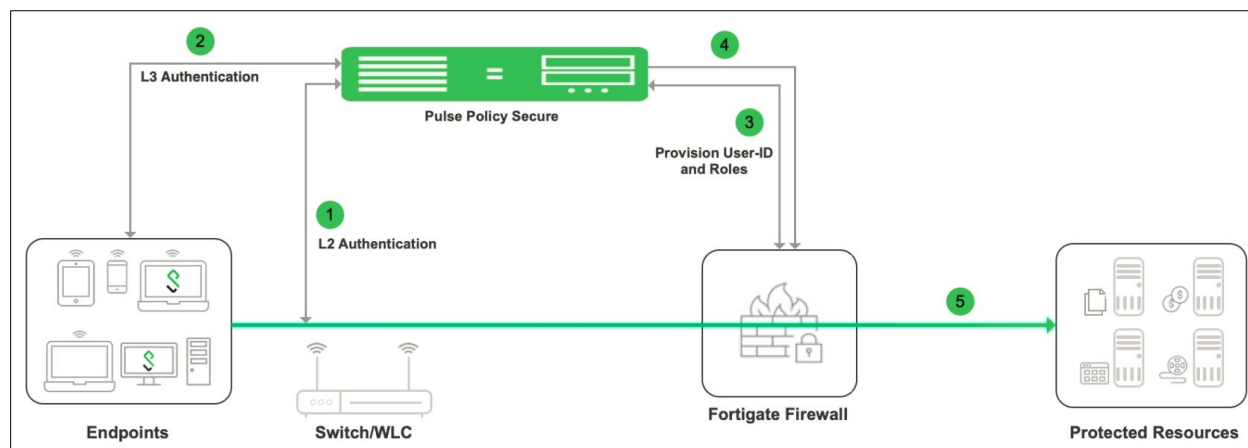 2
L3 Authentication
4
Pulse Policy Secure
3
Provision User-ID
and Roles
1
L2 Authentication
5
Endpoints
Switch/WLC
Fortigate Firewall
Protected Resources